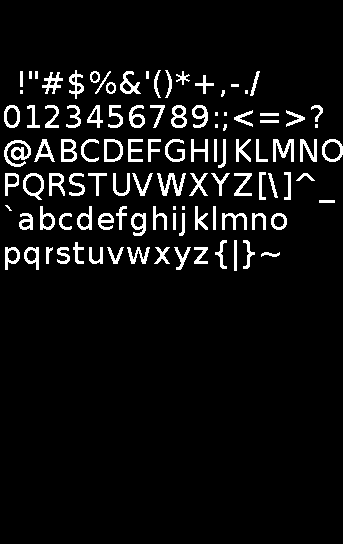 !"#$%&'()*+,-./
0123456789:;<=>?
@ABCDEFGHIJKLMNO
PQRSTUVWXYZ[\]^_
`abcdefghijklmno
pqrstuvwxyz{|}~